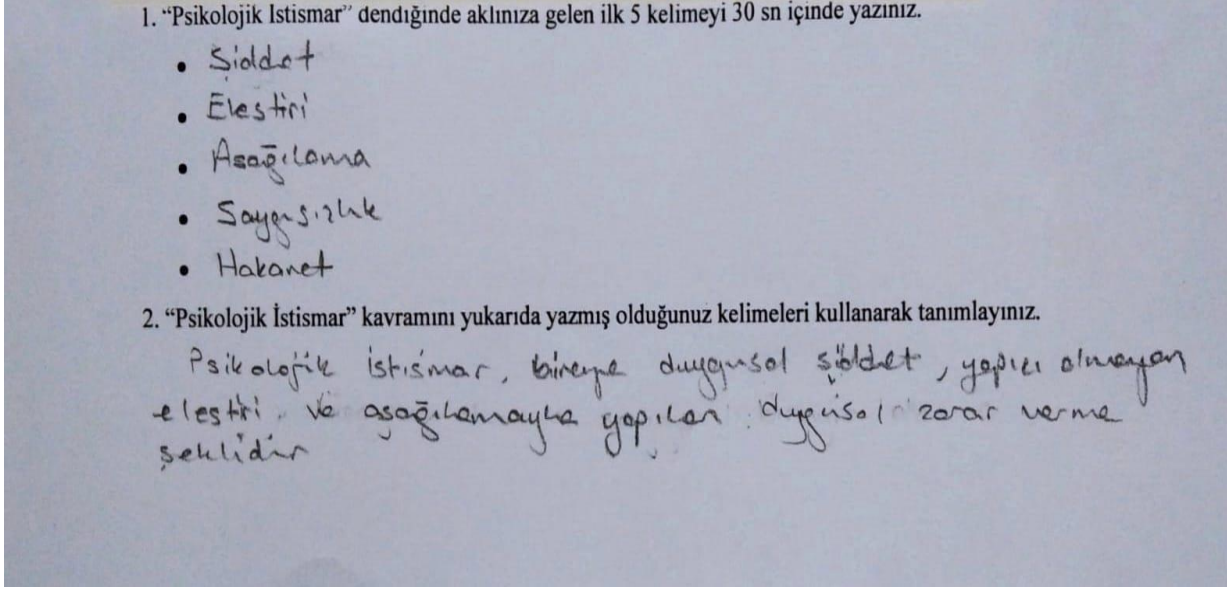 1. “Psikolojik İstismar” dendiğinde aklınıza gelen ilk 5 kelimeyi 30 sn içinde yazınız.
• Şiddet
• Eleştiri
• Aşağılama
• Saygısızlık
• Hakaret
2. “Psikolojik İstismar” kavramını yukarıda yazmış olduğunuz kelimeleri kullanarak tanımlayınız.
Psikolojik istismar, bireye duygusal şiddet, yapıcı olmayan
eleştiri ve aşağılamayla yapılan duygusal zarar verme
şeklidir